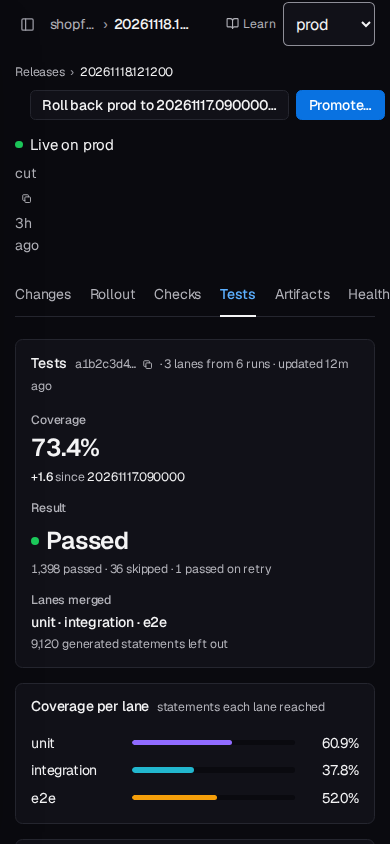 shopf... › 20261118.1... Learn prod
Releases › 20261118.121200
Roll back prod to 20261117.090000... Promote...
Live on prod
cut
3h
ago
Changes Rollout Checks Tests Artifacts Health
Tests a1b2c3d4... · 3 lanes from 6 runs · updated 12m
ago
Coverage
73.4%
+1.6 since 20261117.090000
Result
Passed
1,398 passed · 36 skipped · 1 passed on retry
Lanes merged
unit · integration · e2e
9,120 generated statements left out
Coverage per lane statements each lane reached
unit 60.9%
integration 37.8%
e2e 52.0%